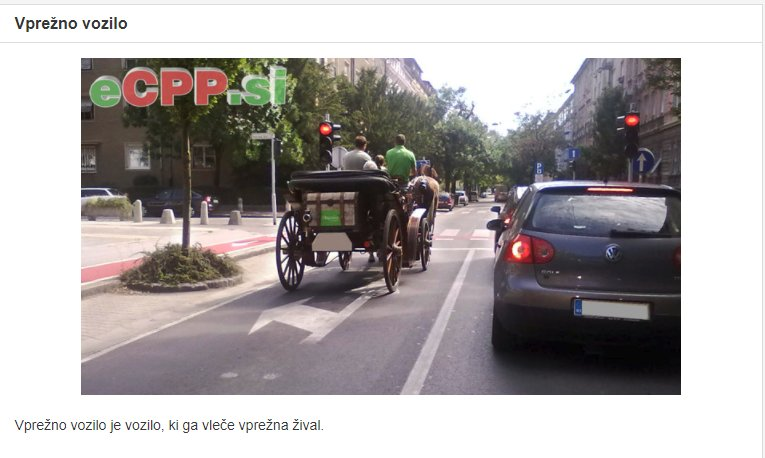 Vprežno vozilo
eCPP.si
P
Vprežno vozilo je vozilo, ki ga vleče vprežna žival.